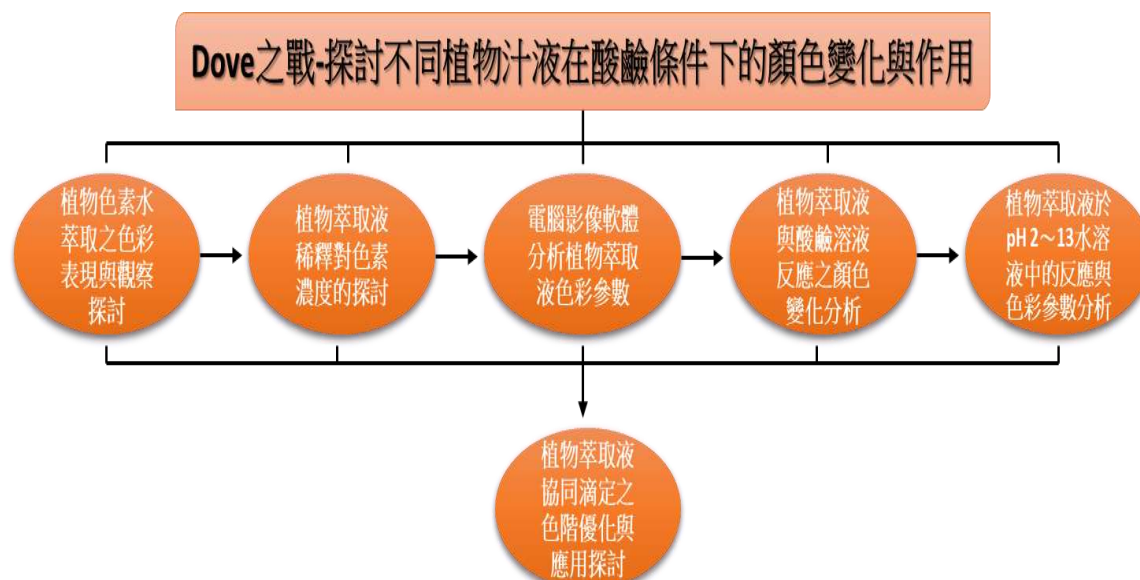 Dove之戰-探討不同植物汁液在酸鹼條件下的顏色變化與作用
植物色素水
萃取之色彩
表現與觀察
探討
植物萃取液
稀釋對色素
濃度的探討
電腦影像軟體
分析植物萃取
液色彩參數
植物萃取液
與酸鹼溶液
反應之顏色
變化分析
植物萃取液於
pH 2～13水溶
液中的反應與
色彩參數分析
植物萃取液
協同滴定之
色階優化與
應用探討